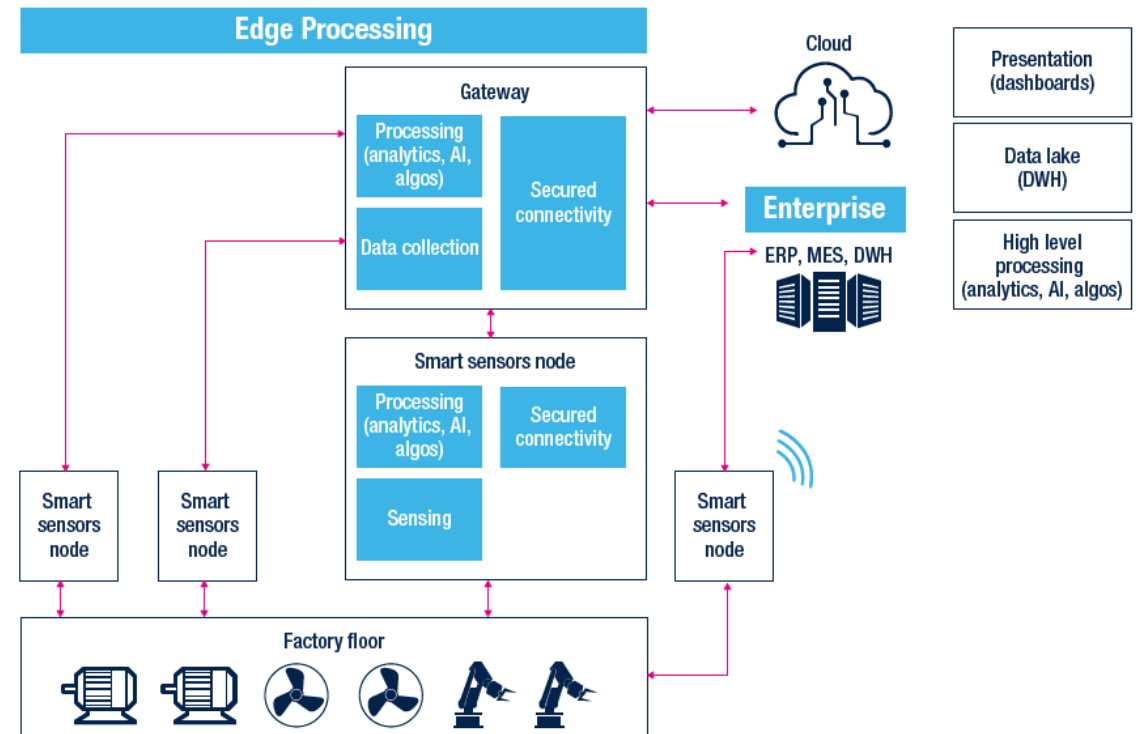 Edge Processing
Gateway
Processing
(analytics, AI,
algos)
Data collection
Secured
connectivity
Cloud
Enterprise
ERP, MES, DWH
Presentation
(dashboards)
Data lake
(DWH)
High level
processing
(analytics, AI, algos)
Smart sensors node
Processing
(analytics, AI,
algos)
Secured
connectivity
Sensing
Smart
sensors
node
Smart
sensors
node
Smart
sensors
node
Factory floor